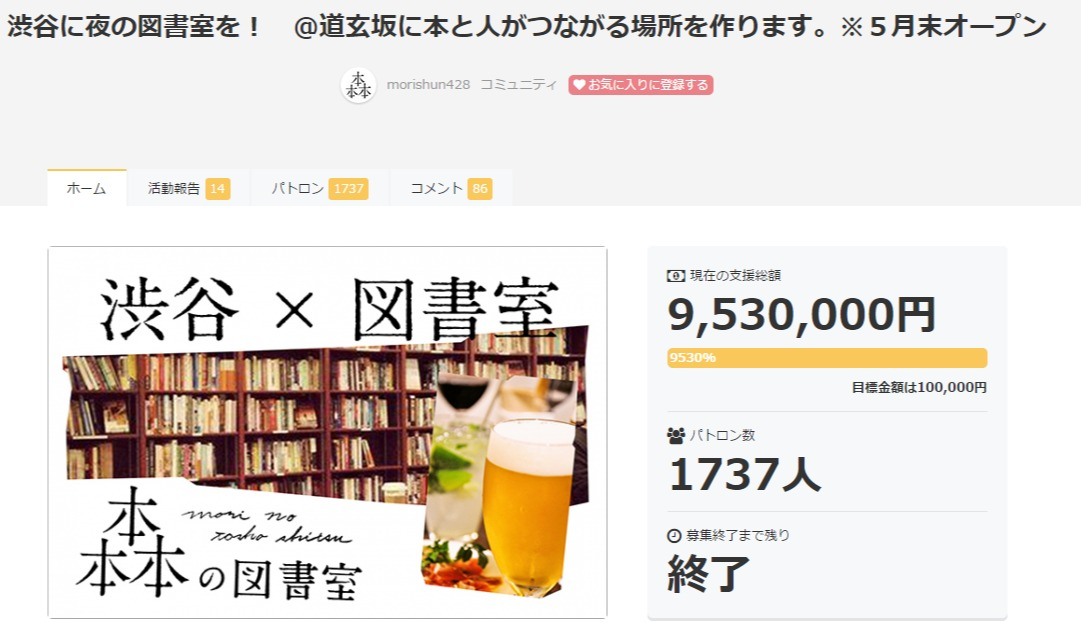 渋谷に夜の図書室を！　@道玄坂に本と人がつながる場所を作ります。※５月末オープン
morishun428 コミュニティ お気に入りに登録する
ホーム 活動報告 14 パトロン 1737 コメント 86
渋谷×図書室
mori no
tosho shitsu
森の図書室
現在の支援総額
9,530,000円
9530%
目標金額は100,000円
パトロン数
1737人
募集終了まで残り
終了